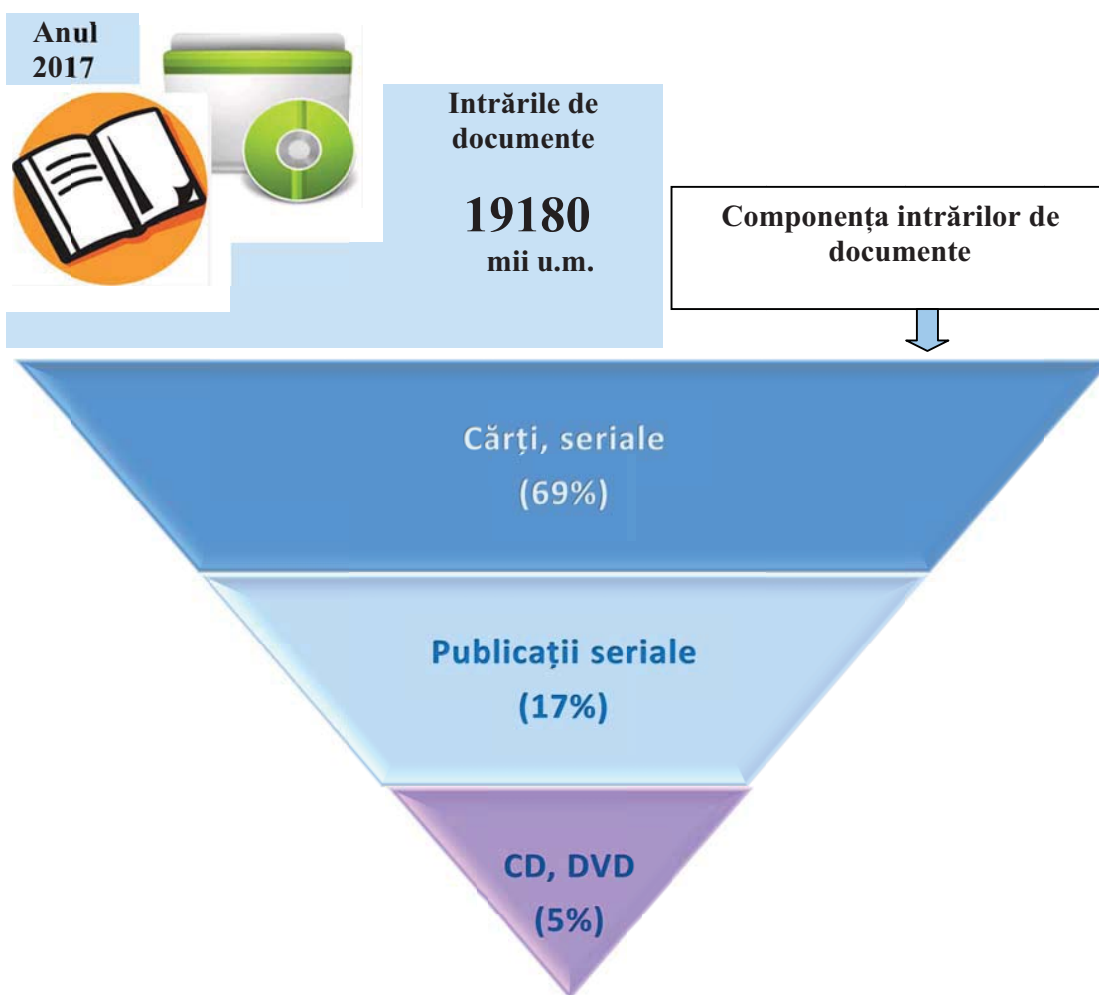 Anul
2017
Intrările de
documente
19180
mii u.m.
Componența intrărilor de
documente
Cărți, seriale
(69%)
Publicații seriale
(17%)
CD, DVD
(5%)